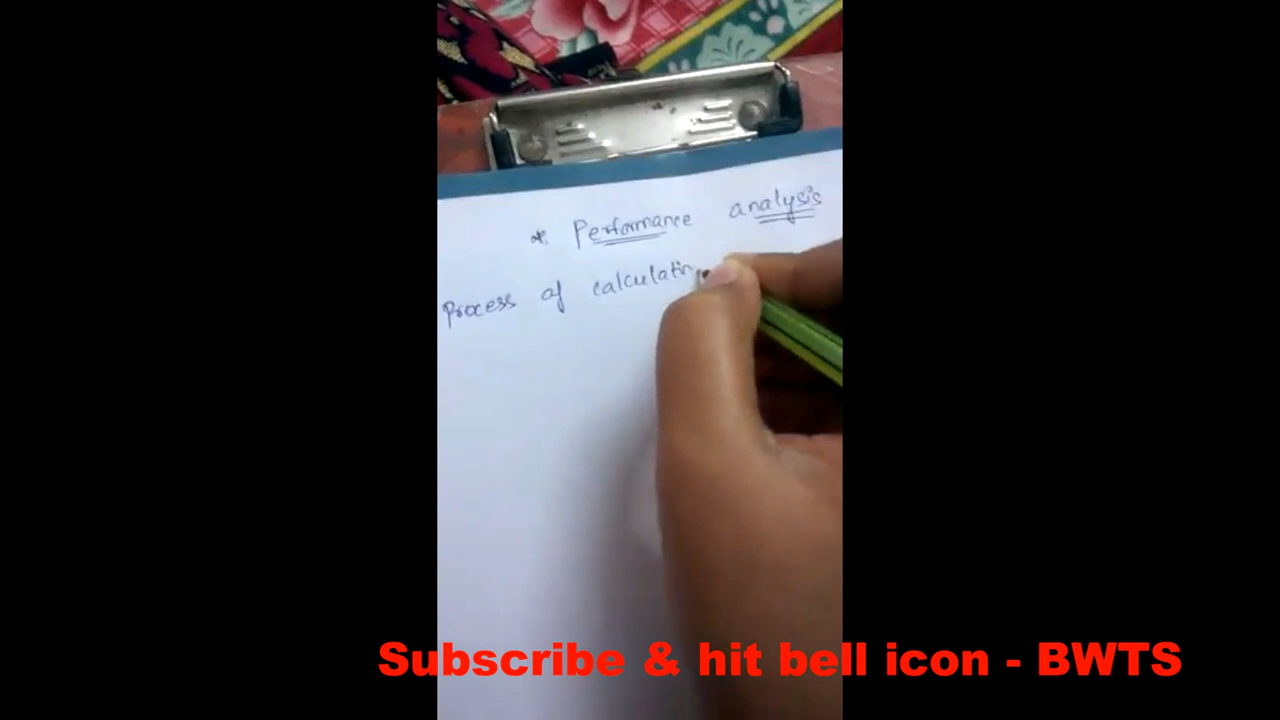 * Performance analysis
Process of calculatin
Subscribe & hit bell icon - BWTS